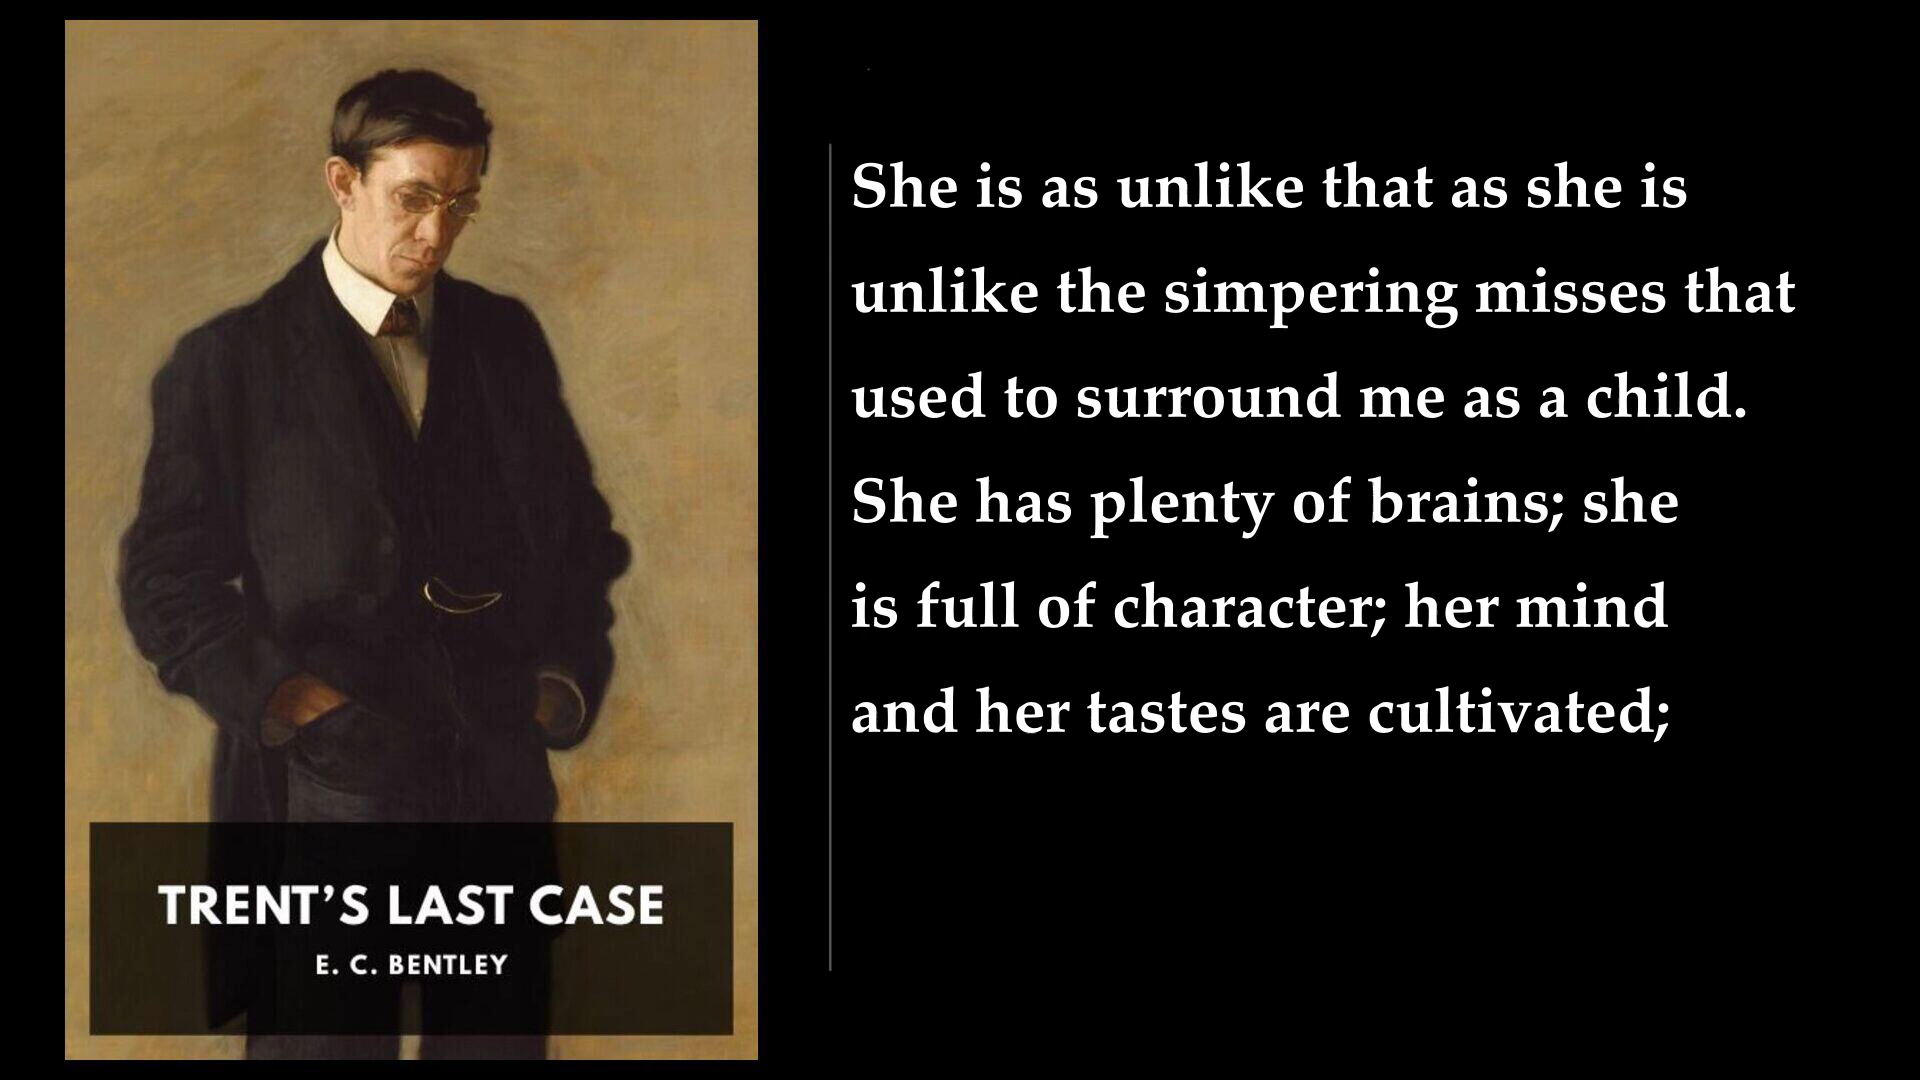 She is as unlike that as she is
unlike the simpering misses that
used to surround me as a child.
She has plenty of brains; she
is full of character; her mind
and her tastes are cultivated;
TRENT’S LAST CASE
E. C. BENTLEY